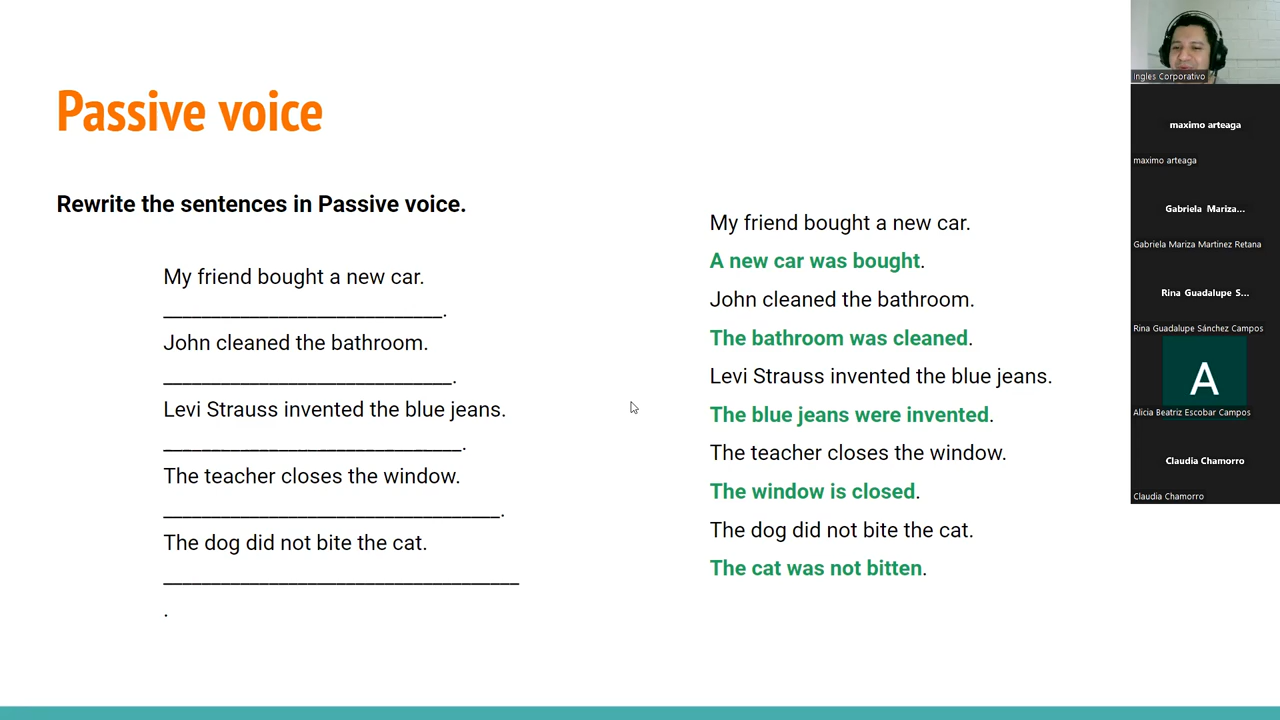 Passive voice
Rewrite the sentences in Passive voice.
My friend bought a new car.
_____________________________.
John cleaned the bathroom.
______________________________.
Levi Strauss invented the blue jeans.
_______________________________.
The teacher closes the window.
___________________________________.
The dog did not bite the cat.
_____________________________________
.
My friend bought a new car.
A new car was bought.
John cleaned the bathroom.
The bathroom was cleaned.
Levi Strauss invented the blue jeans.
The blue jeans were invented.
The teacher closes the window.
The window is closed.
The dog did not bite the cat.
The cat was not bitten.
Ingles Corporativo
maximo arteaga
maximo arteaga
Gabriela Mariza...
Gabriela Mariza Martinez Retana
Rina Guadalupe S...
Rina Guadalupe Sánchez Campos
A
Alicia Beatriz Escobar Campos
Claudia Chamorro
Claudia Chamorro